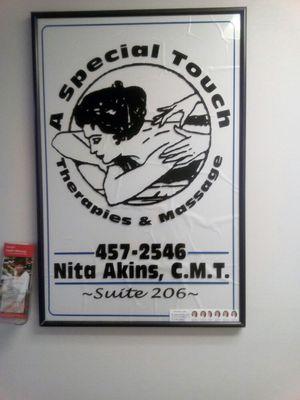 A Special Touch
Therapies & Massage
457-2546
Nita Akins, C.M.T.
~Suite 206~